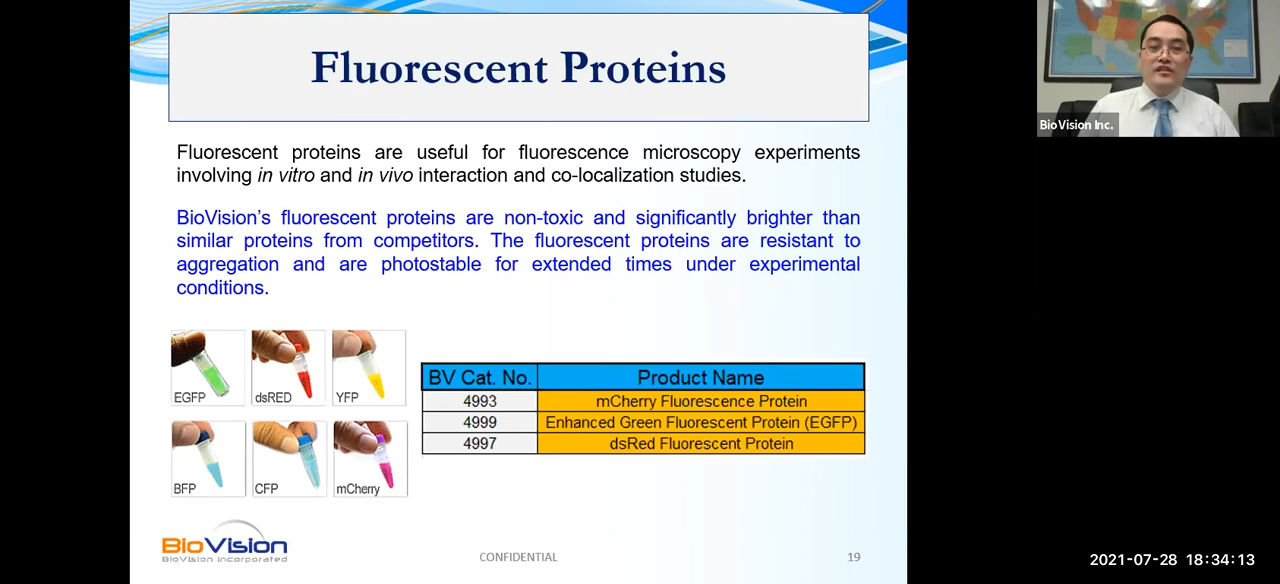 Fluorescent Proteins
Fluorescent proteins are useful for fluorescence microscopy experiments
involving in vitro and in vivo interaction and co-localization studies.
BioVision's fluorescent proteins are non-toxic and significantly brighter than
similar proteins from competitors. The fluorescent proteins are resistant to
aggregation and are photostable for extended times under experimental
conditions.
EGFP dsRED YFP
BFP CFP mCherry
BV Cat. No. Product Name
4993 mCherry Fluorescence Protein
4999 Enhanced Green Fluorescent Protein (EGFP)
4997 dsRed Fluorescent Protein
BioVision
BioVision Incorporated
CONFIDENTIAL
19
BioVision Inc.
2021-07-28 18:34:13